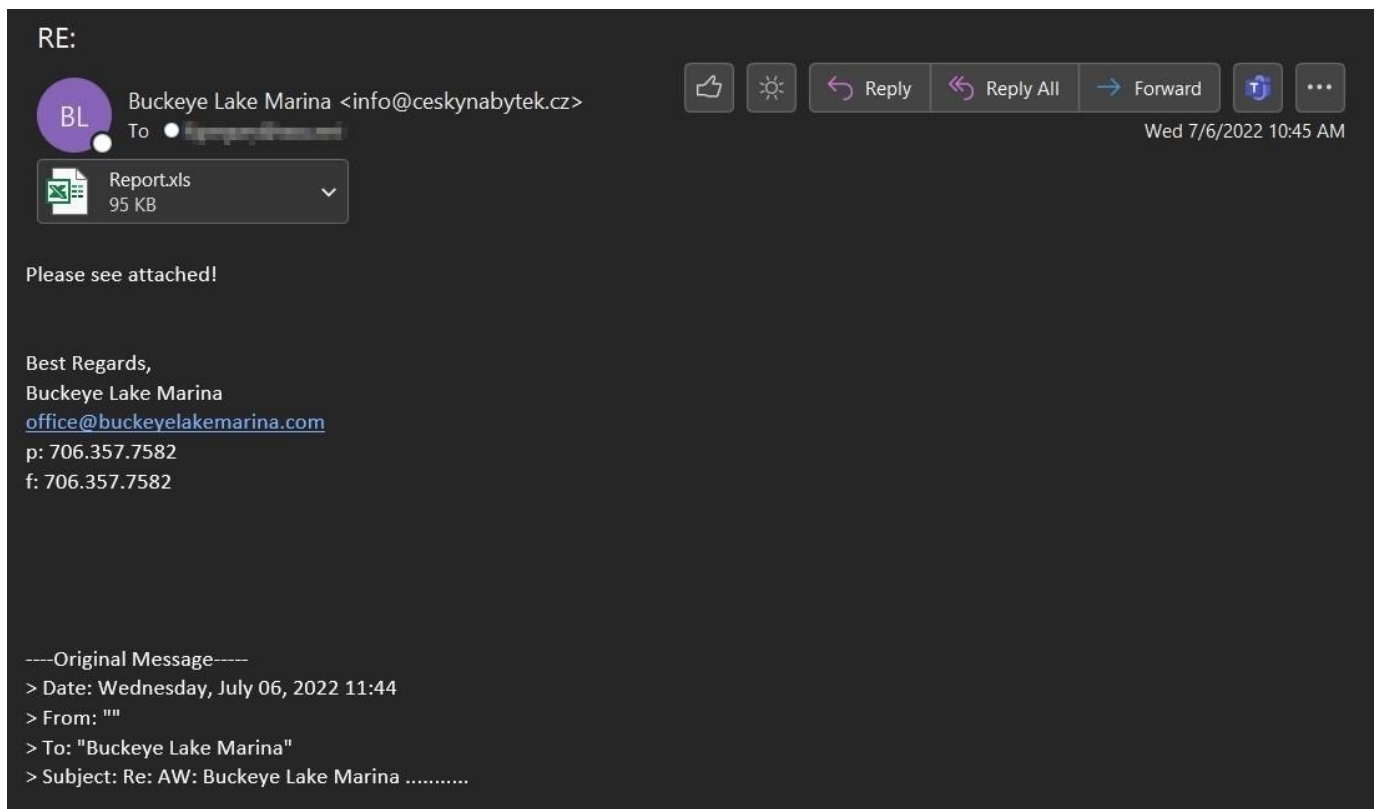 RE:
BL
Buckeye Lake Marina <info@ceskynabytek.cz>
To
Reply
Reply All
Forward
T
Wed 7/6/2022 10:45 AM
Report.xls
95 KB
Please see attached!
Best Regards,
Buckeye Lake Marina
office@buckeyelakemarina.com
p: 706.357.7582
f: 706.357.7582
----Original Message-----
> Date: Wednesday, July 06, 2022 11:44
> From: ""
> To: "Buckeye Lake Marina"
> Subject: Re: AW: Buckeye Lake Marina ...........